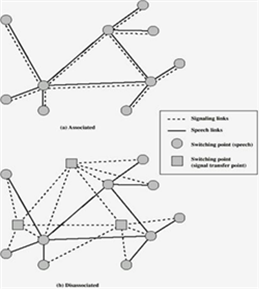 (a) Associated
Signaling links
Speech links
Switching point (speech)
Switching point
(signal transfer point)
(b) Disassociated